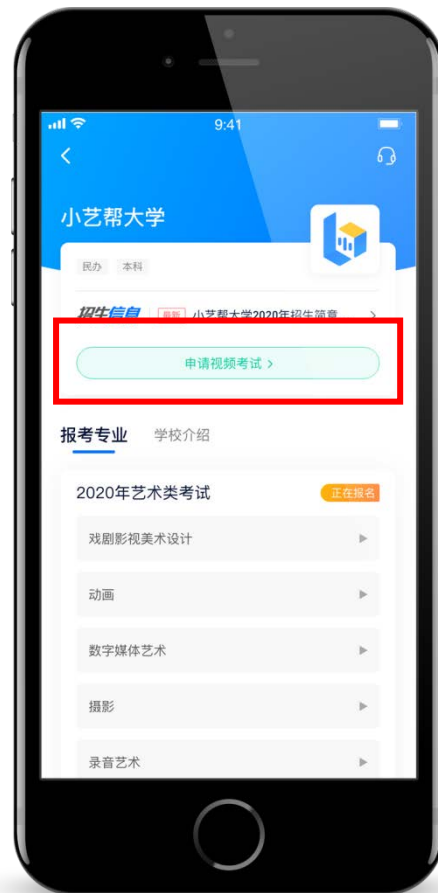 9:41
小艺帮大学
民办 本科
招生信息 最新 小艺帮大学2020年招生简章
申请视频考试
报考专业 学校介绍
2020年艺术类考试 正在报名
戏剧影视美术设计
动画
数字媒体艺术
摄影
录音艺术